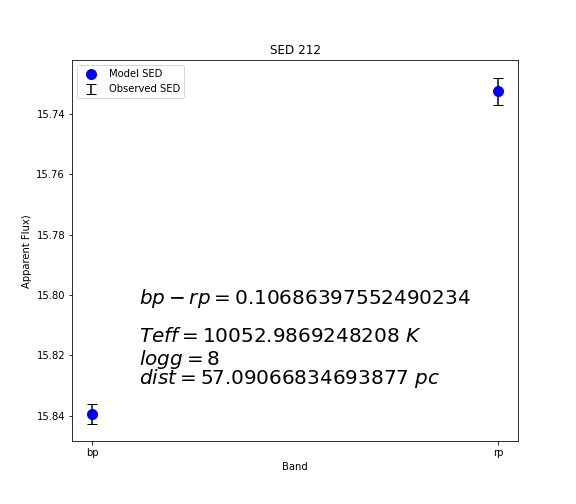 SED 212
Model SED
Observed SED
15.74
15.76
15.78
15.80
15.82
15.84
Apparent Flux)
bp − rp = 0.10686397552490234
Teff = 10052.9869248208 K
logg = 8
dist = 57.09066834693877 pc
bp
rp
Band